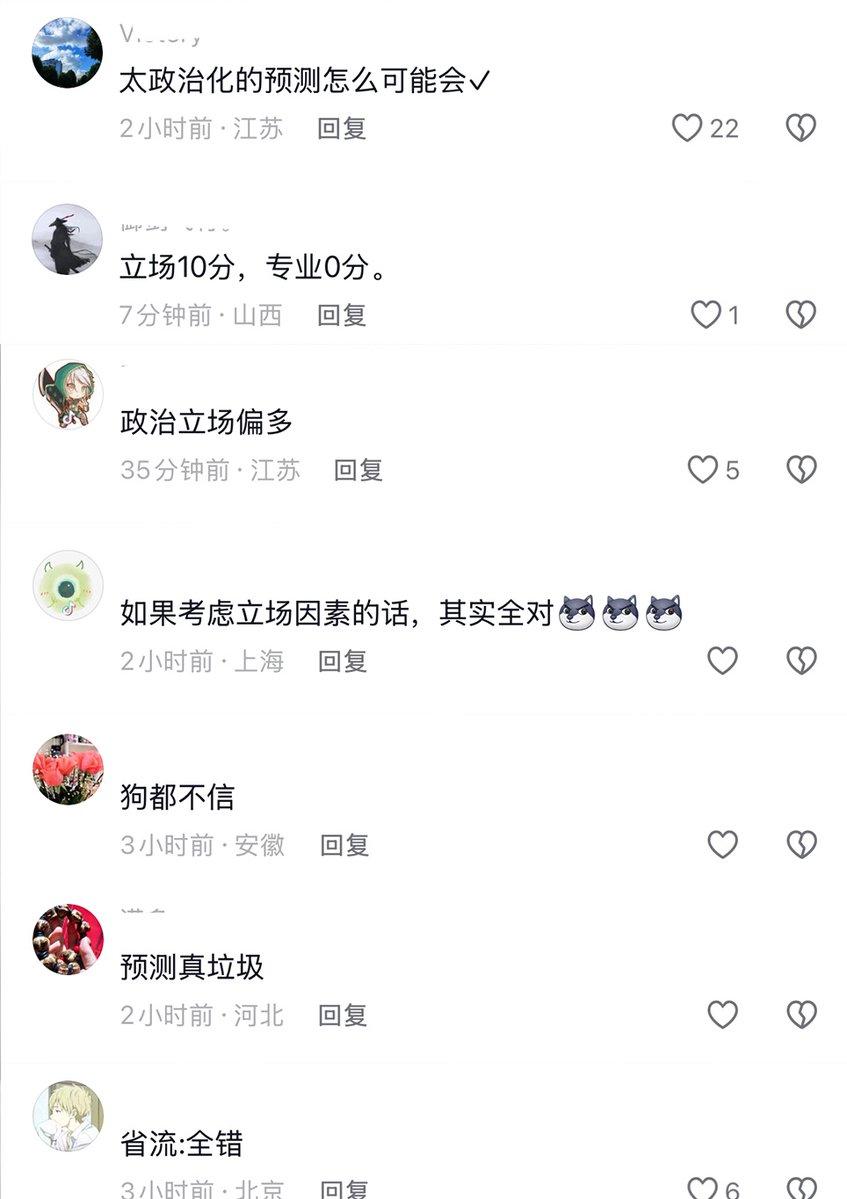 太政治化的预测怎么可能会✓
2小时前·江苏 回复 22
立场10分，专业0分。
7分钟前·山西 回复 1
政治立场偏多
35分钟前·江苏 回复 5
如果考虑立场因素的话，其实全对
2小时前·上海 回复
狗都不信
3小时前·安徽 回复
预测真垃圾
2小时前·河北 回复
省流:全错
3小时前·北京 回复 6